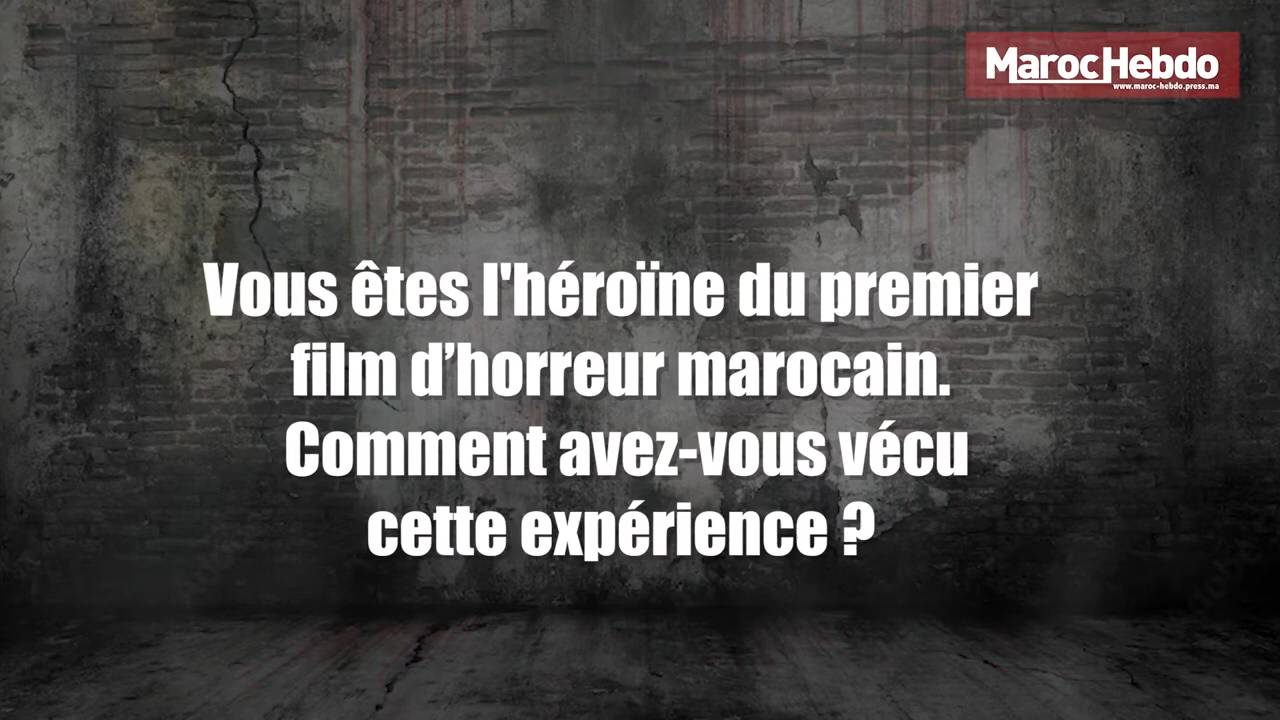 MarocHebdo
www.maroc-hebdo.press.ma
Vous êtes l'héroïne du premier
film d’horreur marocain.
Comment avez-vous vécu
cette expérience ?